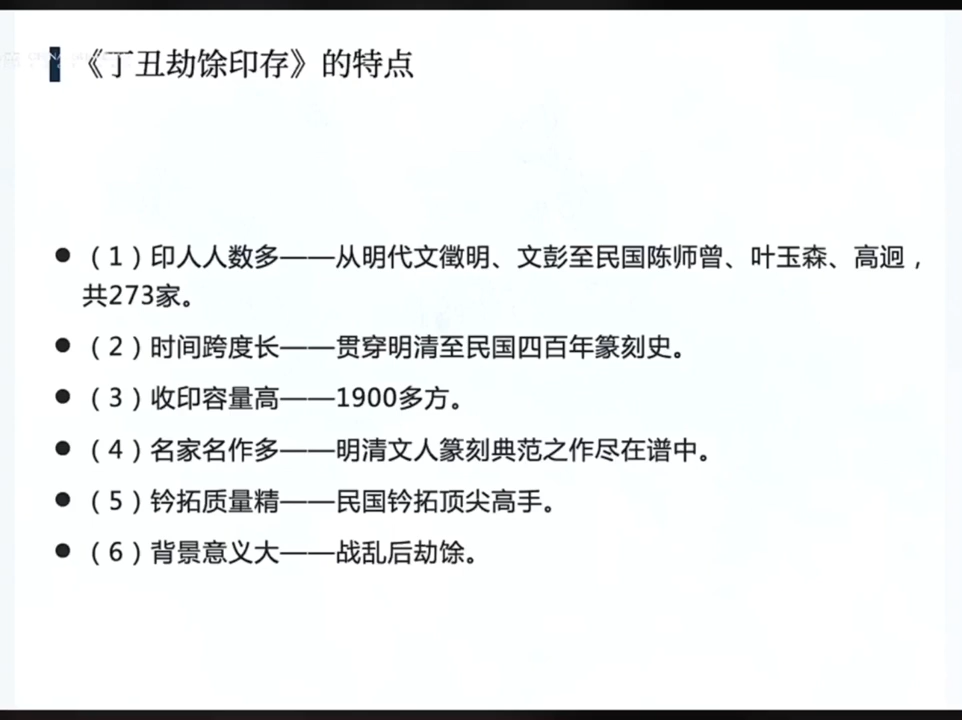 《丁丑劫馀印存》的特点
● （1）印人人数多——从明代文徵明、文彭至民国陈师曾、叶玉森、高迥，
共273家。
● （2）时间跨度长——贯穿明清至民国四百年篆刻史。
● （3）收印容量高——1900多方。
● （4）名家名作多——明清文人篆刻典范之作尽在谱中。
● （5）钤拓质量精——民国钤拓顶尖高手。
● （6）背景意义大——战乱后劫馀。